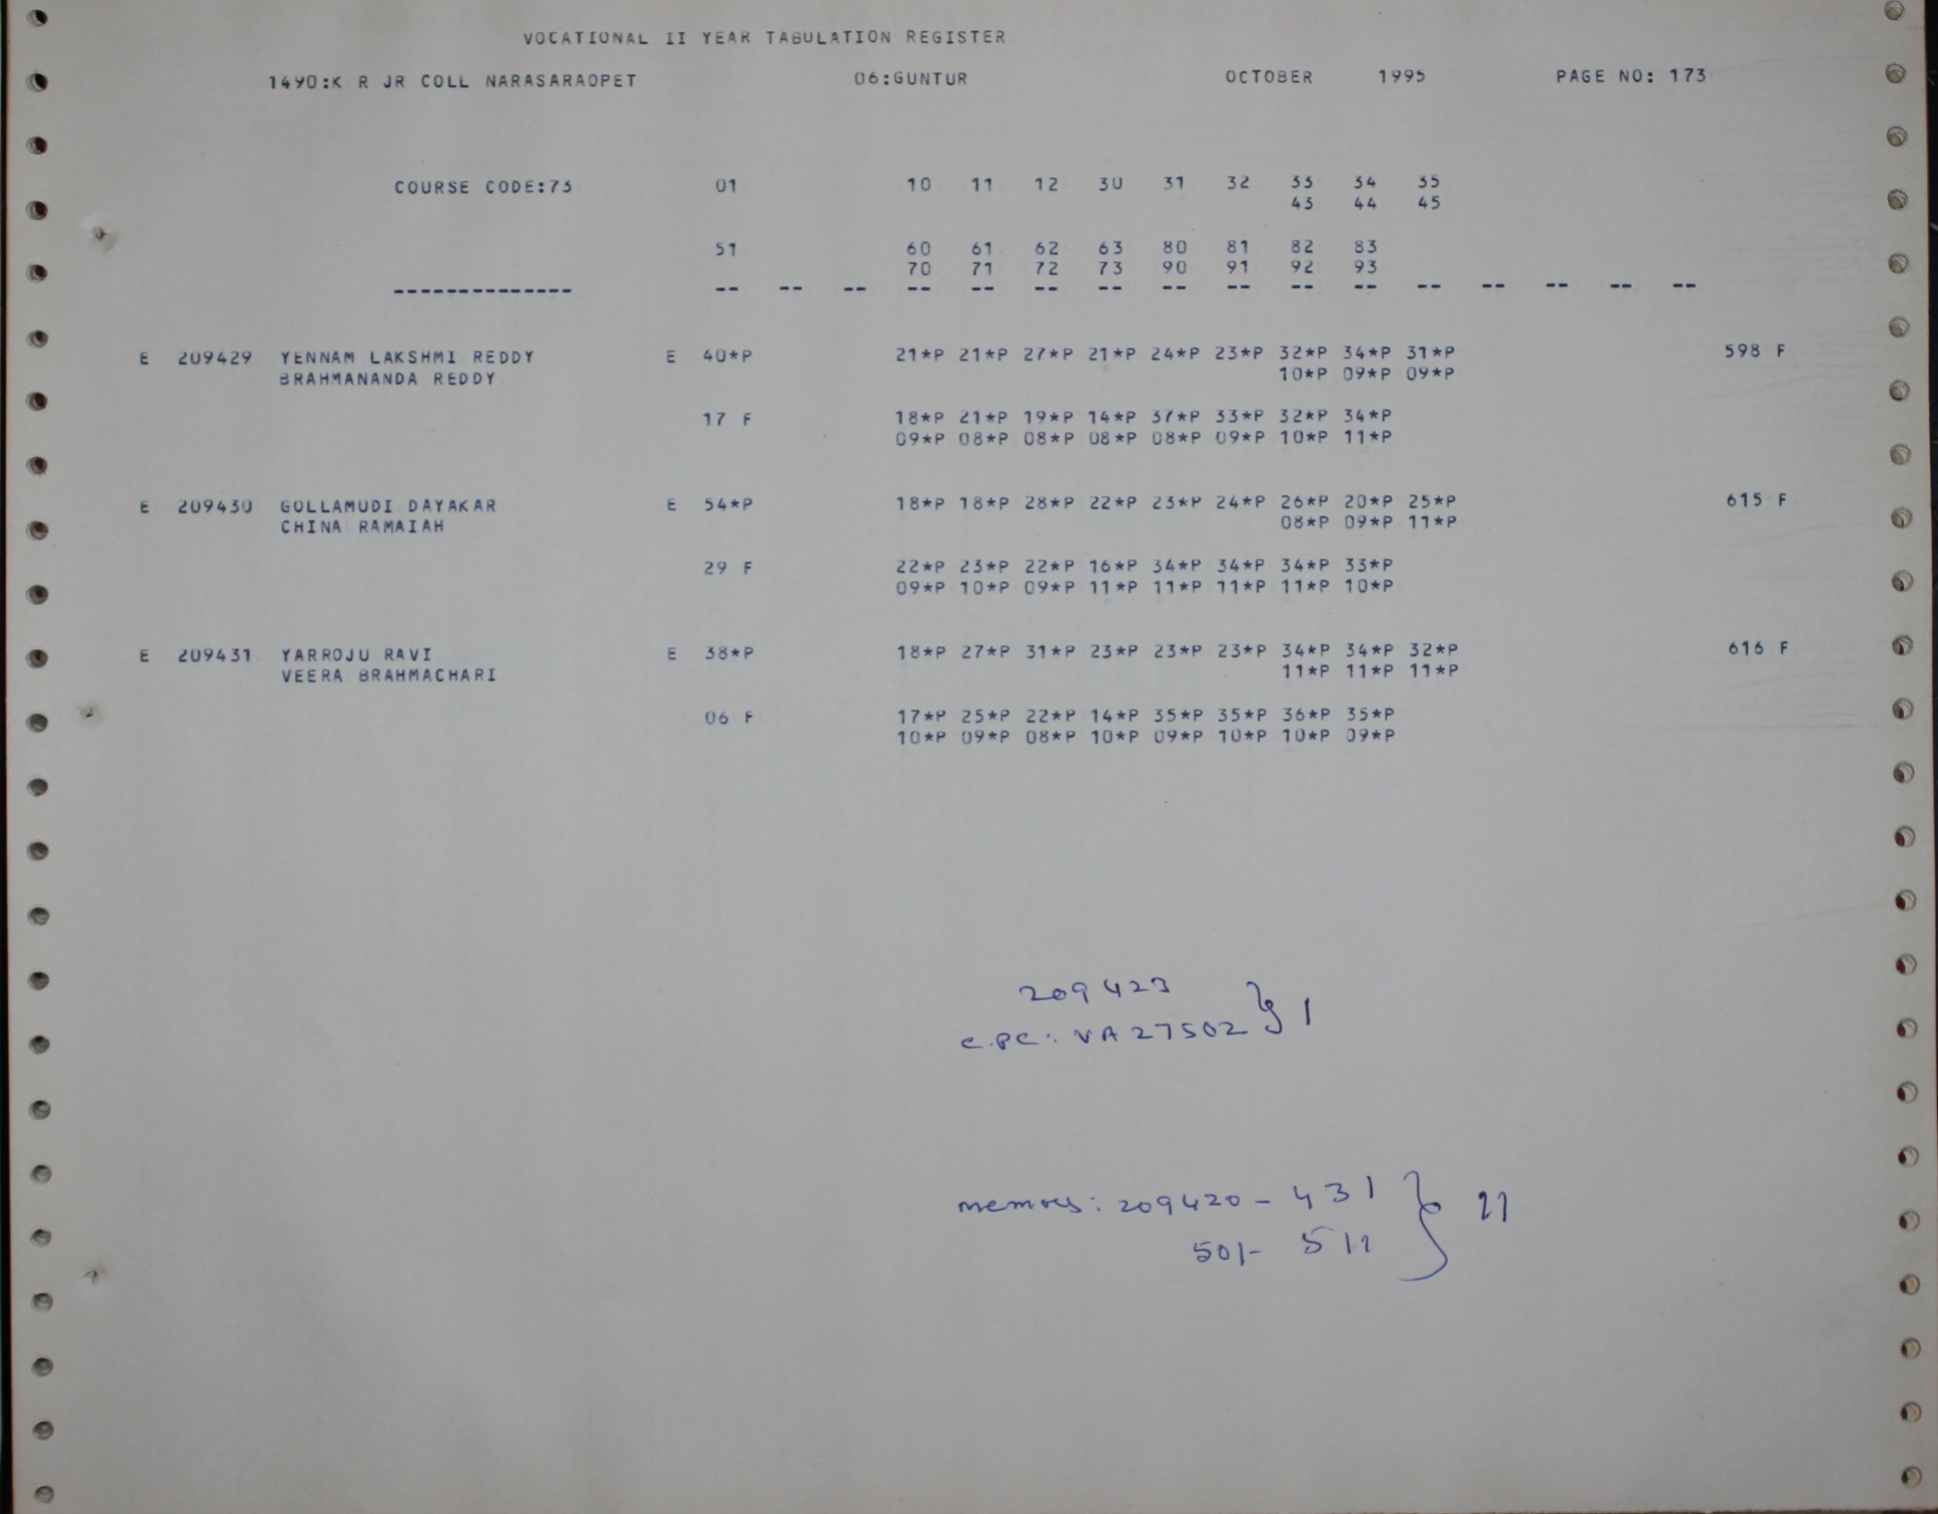 VOCATIONAL II YEAR TABULATION REGISTER
1490:K R JR COLL NARASARAOPET 06:GUNTUR OCTOBER 1995 PAGE NO: 173
COURSE CODE:73 01 10 11 12 30 31 32 33 34 35
43 44 45
51 60 61 62 63 80 81 82 83
70 71 72 73 90 91 92 93
-------------- -- -- -- -- -- -- -- -- -- -- -- -- -- -- -- --
E 209429 YENNAM LAKSHMI REDDY E 40*P 21*P 21*P 27*P 21*P 24*P 23*P 32*P 34*P 31*P 598 F
BRAHMANANDA REDDY 10*P 09*P 09*P
17 F 18*P 21*P 19*P 14*P 37*P 33*P 32*P 34*P
09*P 08*P 08*P 08*P 08*P 09*P 10*P 11*P
E 209430 GOLLAMUDI DAYAKAR E 54*P 18*P 18*P 28*P 22*P 23*P 24*P 26*P 20*P 25*P 615 F
CHINA RAMAIAH 08*P 09*P 11*P
29 F 22*P 23*P 22*P 16*P 34*P 34*P 34*P 33*P
09*P 10*P 09*P 11*P 11*P 11*P 11*P 10*P
E 209431 YARROJU RAVI E 38*P 18*P 27*P 31*P 23*P 23*P 23*P 34*P 34*P 32*P 616 F
VEERA BRAHMACHARI 11*P 11*P 11*P
06 F 17*P 25*P 22*P 14*P 35*P 35*P 36*P 35*P
10*P 09*P 08*P 10*P 09*P 10*P 10*P 09*P
209423
C.PC: VA 27502 } 1
memoes: 209420 - 431
501- 511 } 21